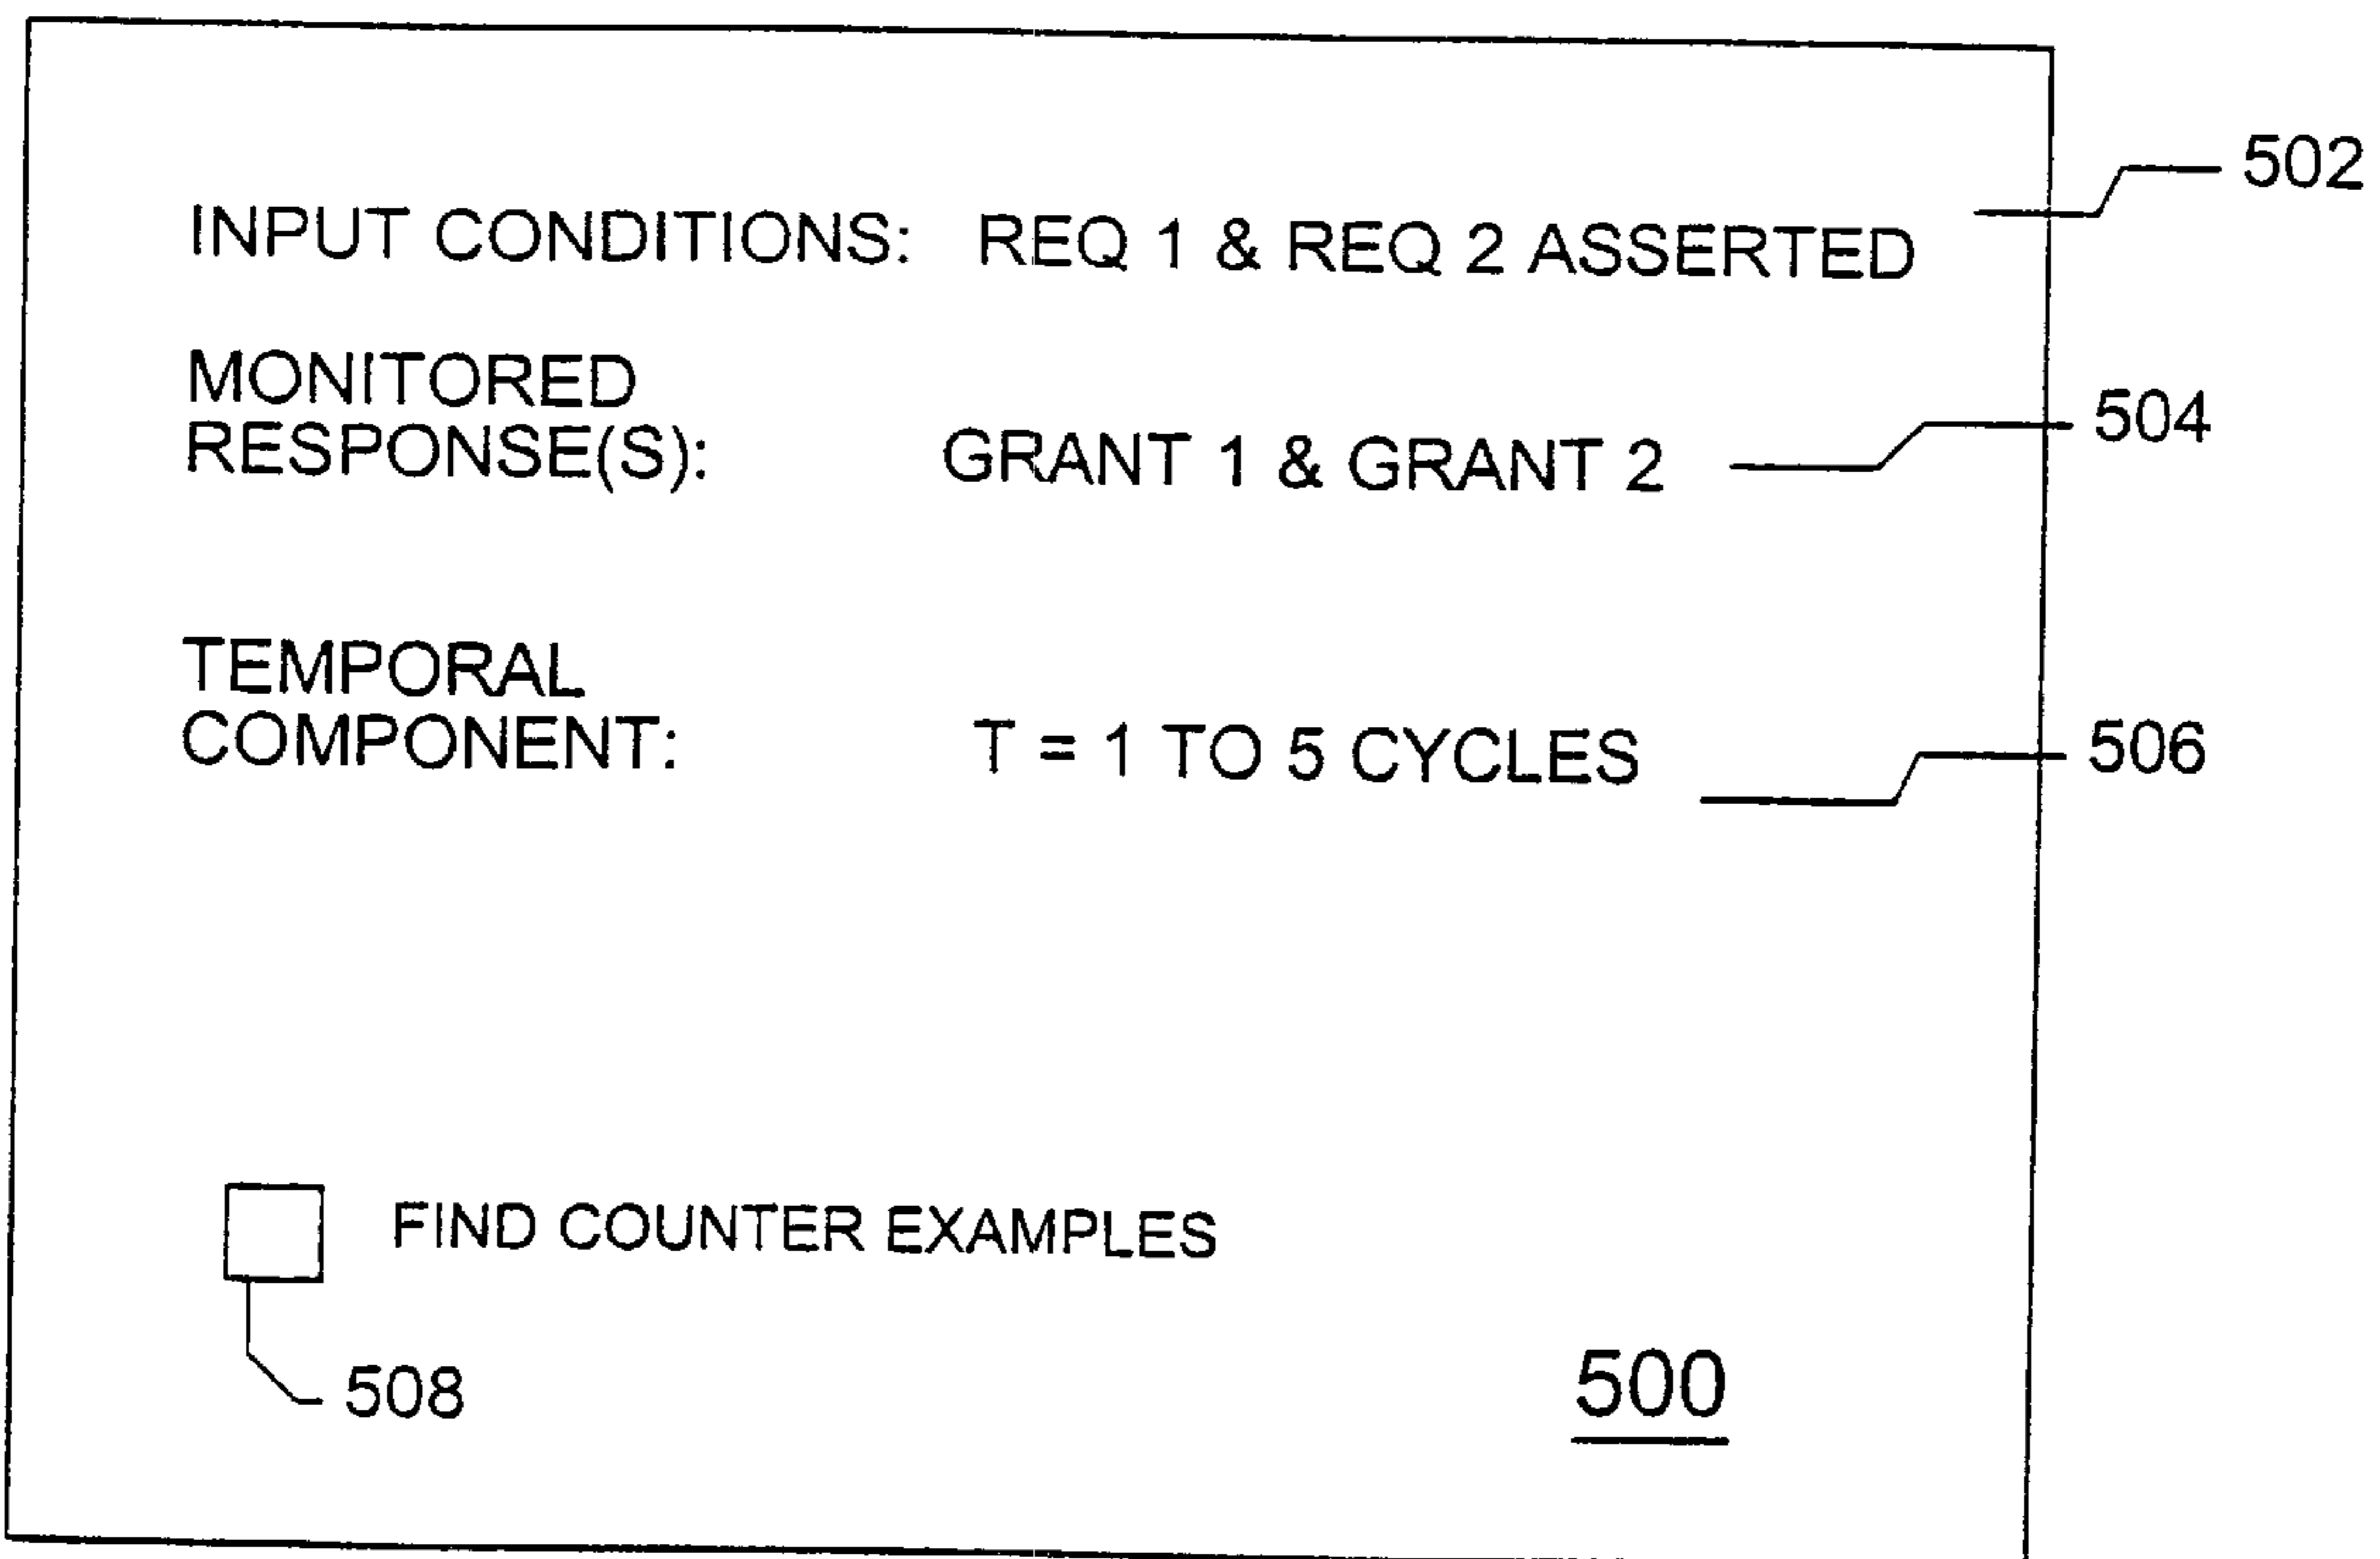 502
INPUT CONDITIONS: REQ 1 & REQ 2 ASSERTED
MONITORED
RESPONSE(S): GRANT 1 & GRANT 2
504
TEMPORAL
COMPONENT: T = 1 TO 5 CYCLES
506
FIND COUNTER EXAMPLES
508
500